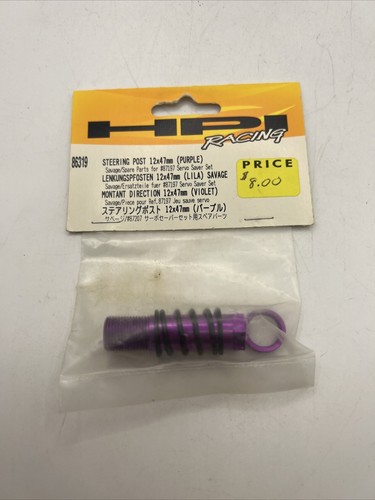 HPI
RACING
86319
STEERING POST 12x47mm (PURPLE)
Savage/Spare Parts for #87197 Servo Saver Set
LENKUNGSPFOSTEN 12x47mm (LILA) SAVAGE
Savage/Ersatzteile fuer #87197 Servo Saver Set
MONTANT DIRECTION 12x47mm (VIOLET)
Savage/Piece pour Ref.87197 Jeu sauve servo
ステアリングポスト 12x47mm (パープル)
サベージ/#87207 サーボセーバーセット用スペアパーツ
PRICE
$8.00